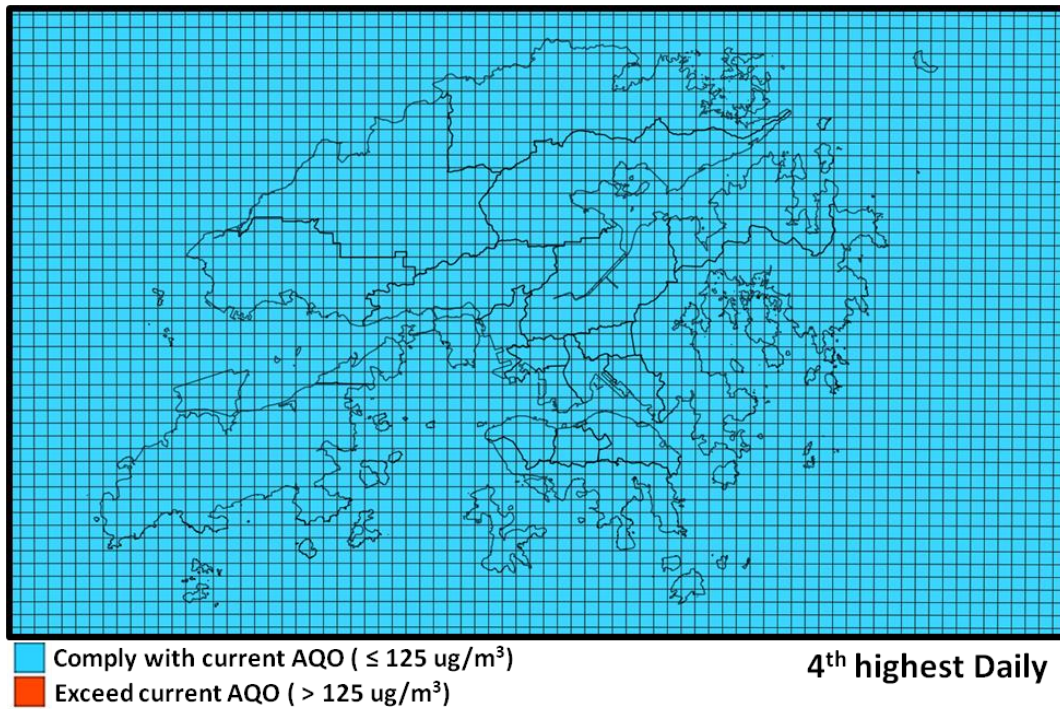 Comply with current AQO ( ≤ 125 ug/m³)
Exceed current AQO ( > 125 ug/m³)
4th highest Daily